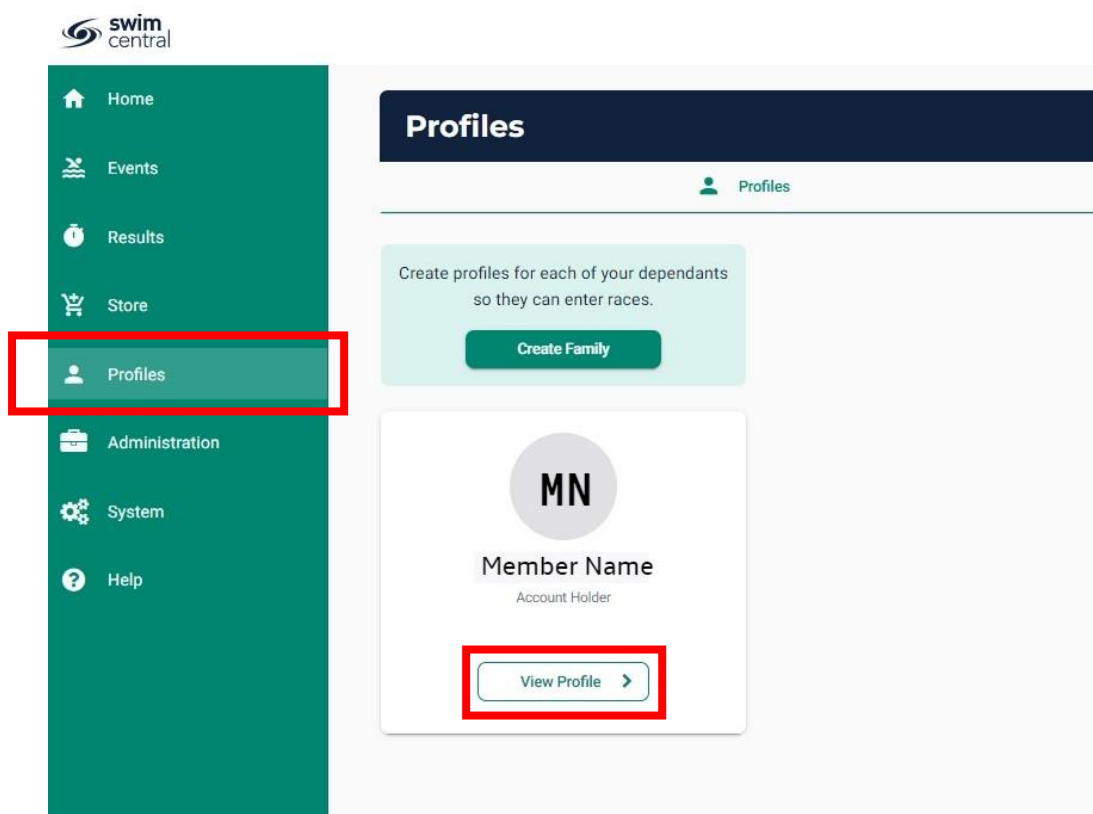 swim
central
Home
Events
Results
Store
Profiles
Administration
System
Help
Profiles
Profiles
Create profiles for each of your dependants
so they can enter races.
Create Family
MN
Member Name
Account Holder
View Profile